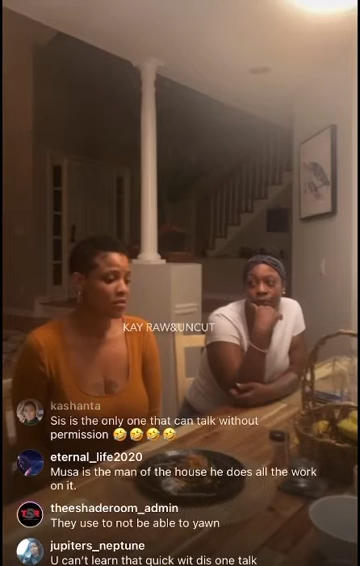 KAY RAW&UNCUT
kashanta
Sis is the only one that can talk without
permission 🤣🤣🤣🤣
eternal_life2020
Musa is the man of the house he does all the work
on it.
TSR
theeshaderoom_admin
They use to not be able to yawn
jupiters_neptune
U can't learn that quick wit dis one talk